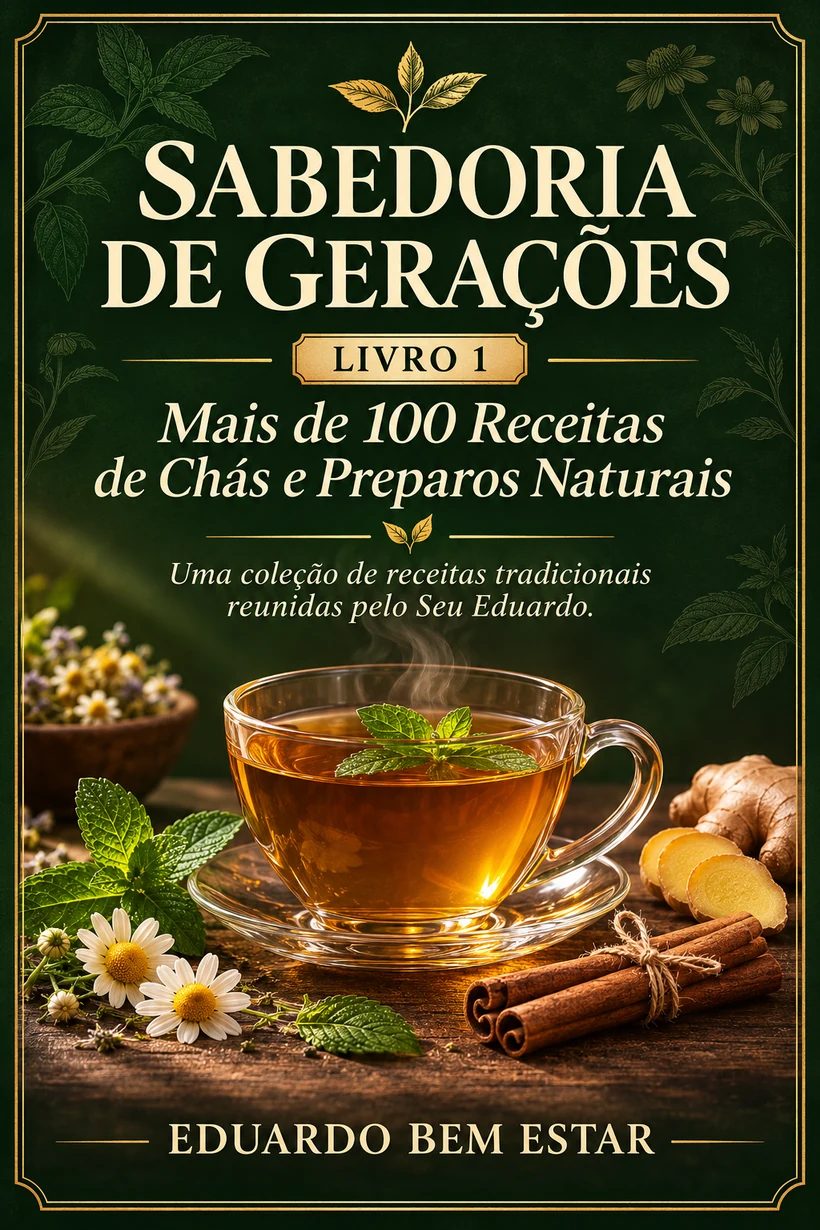 SABEDORIA
DE GERAÇÕES
LIVRO 1
Mais de 100 Receitas
de Chás e Preparos Naturais
Uma coleção de receitas tradicionais
reunidas pelo Seu Eduardo.
EDUARDO BEM ESTAR